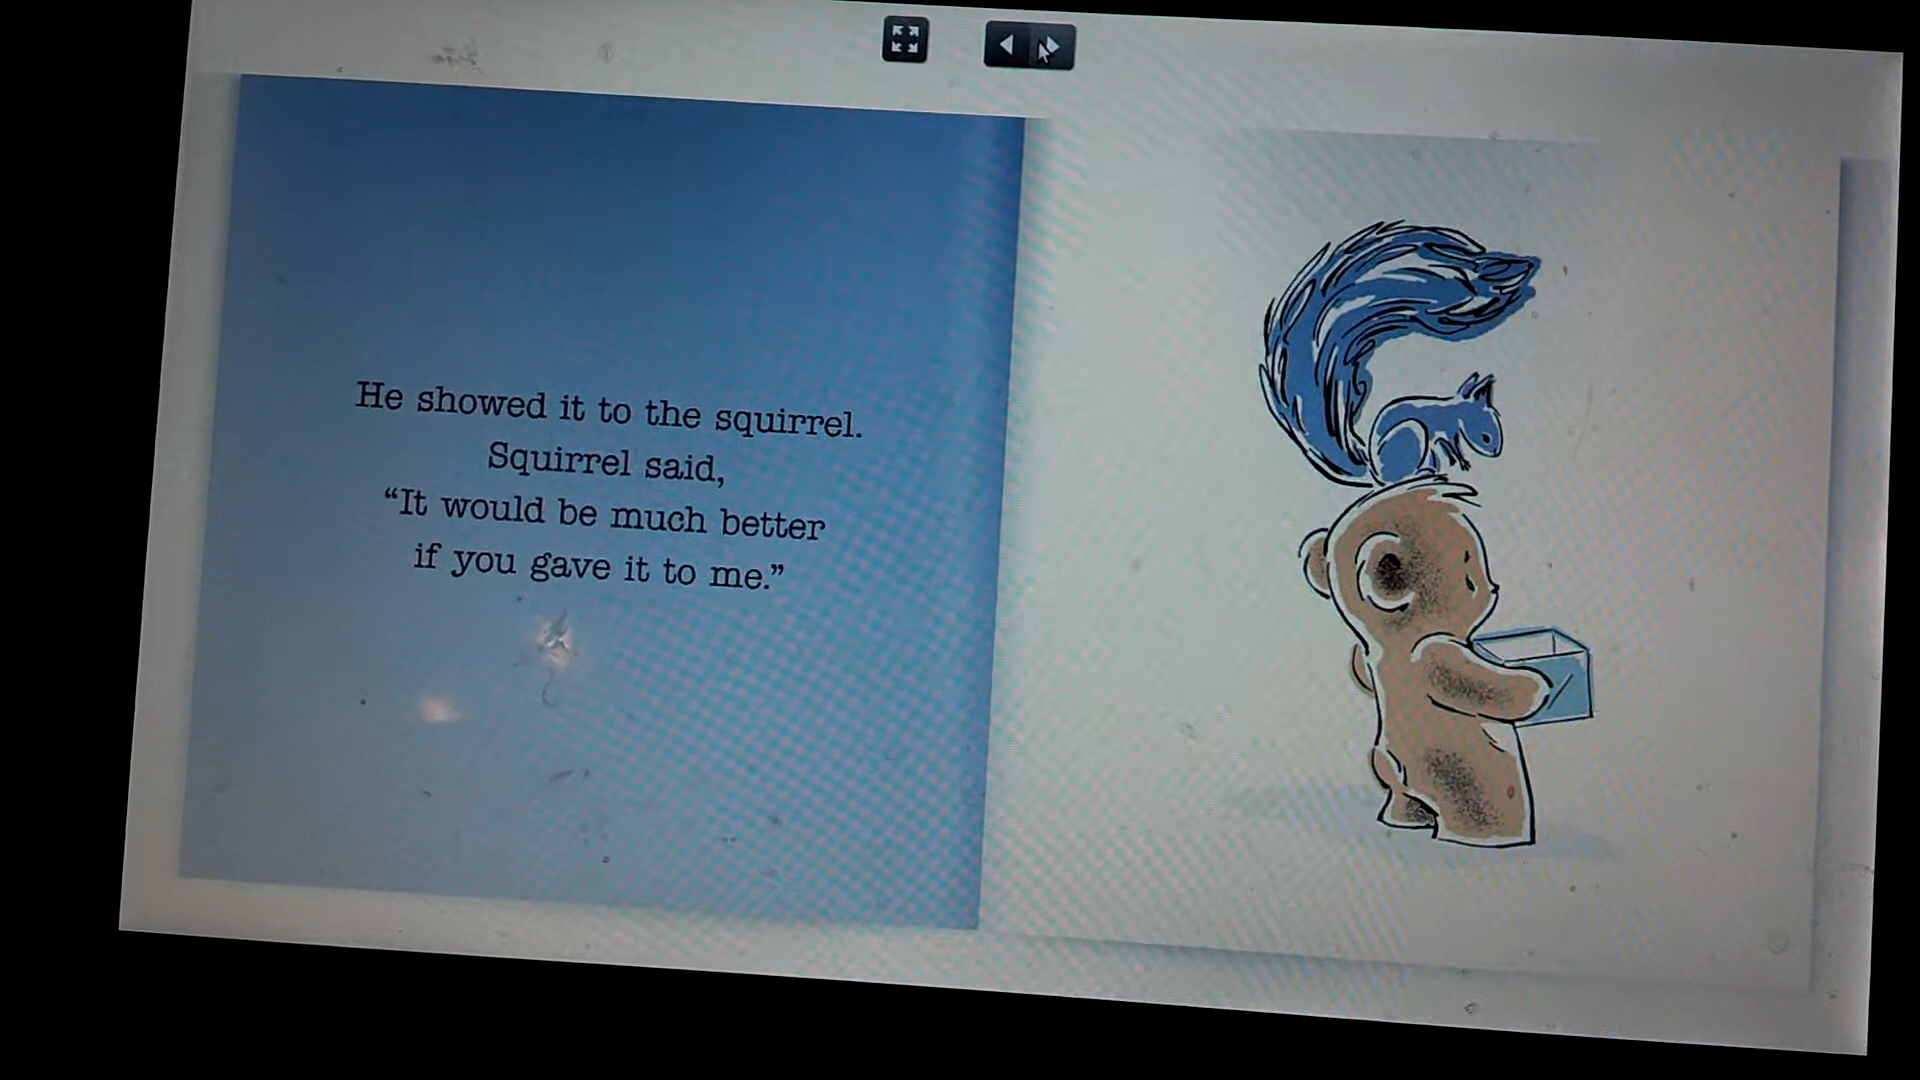 He showed it to the squirrel.
Squirrel said,
“It would be much better
if you gave it to me.”